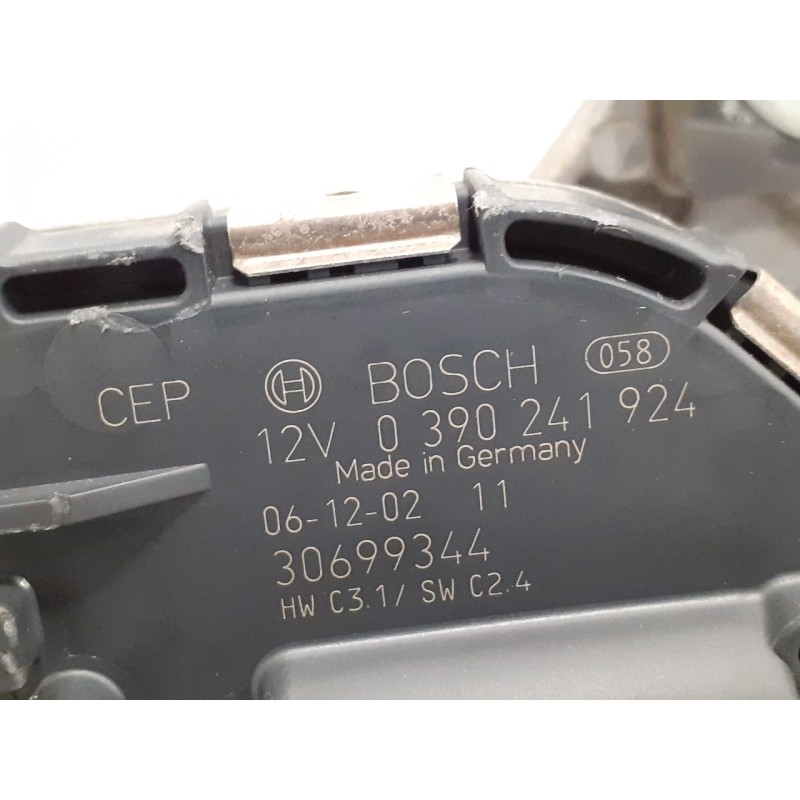 CEP BOSCH 058
12V 0 390 241 924
Made in Germany
06-12-02 11
30699344
HW C3.1/ SW C2.4